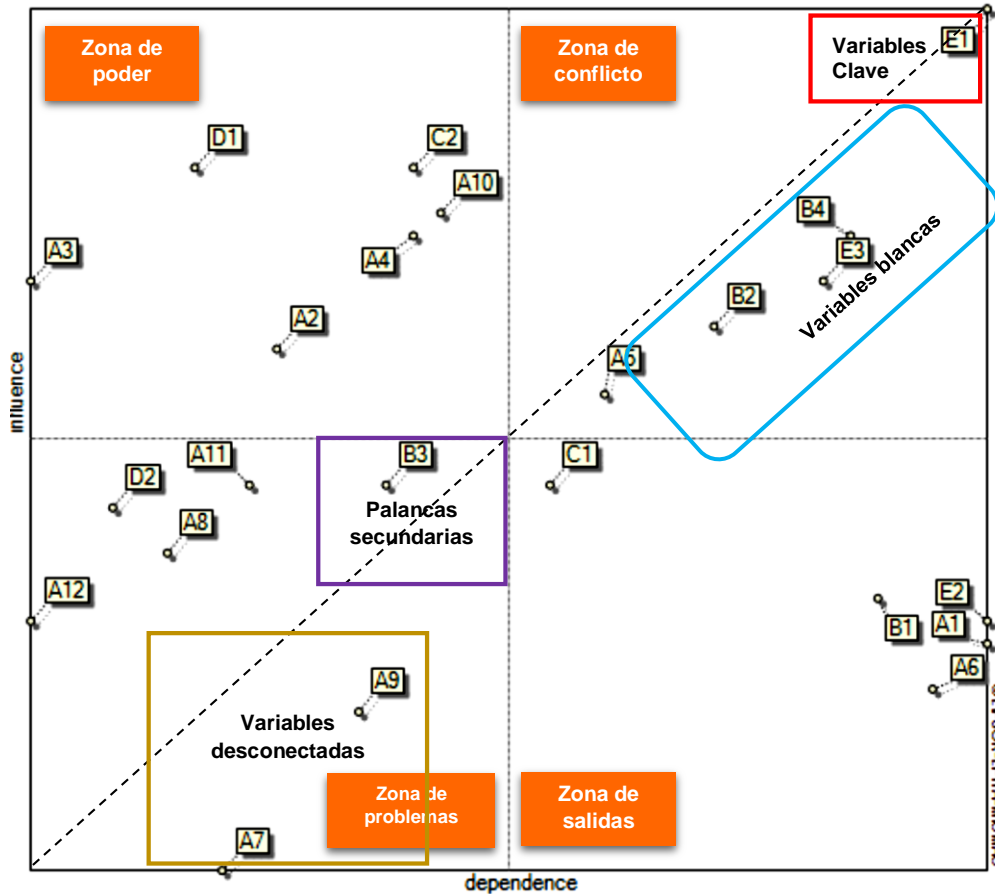 Zona de
poder
Zona de
conflicto
Variables
Clave
E1
D1
C2
A10
B4
A3
A4
E3
Variables blancas
B2
A2
A5
influence
A11
B3
C1
D2
Palancas
secundarias
A8
A12
E2
B1
A1
A6
A9
Variables
desconectadas
Zona de
problemas
Zona de
salidas
A7
dependence